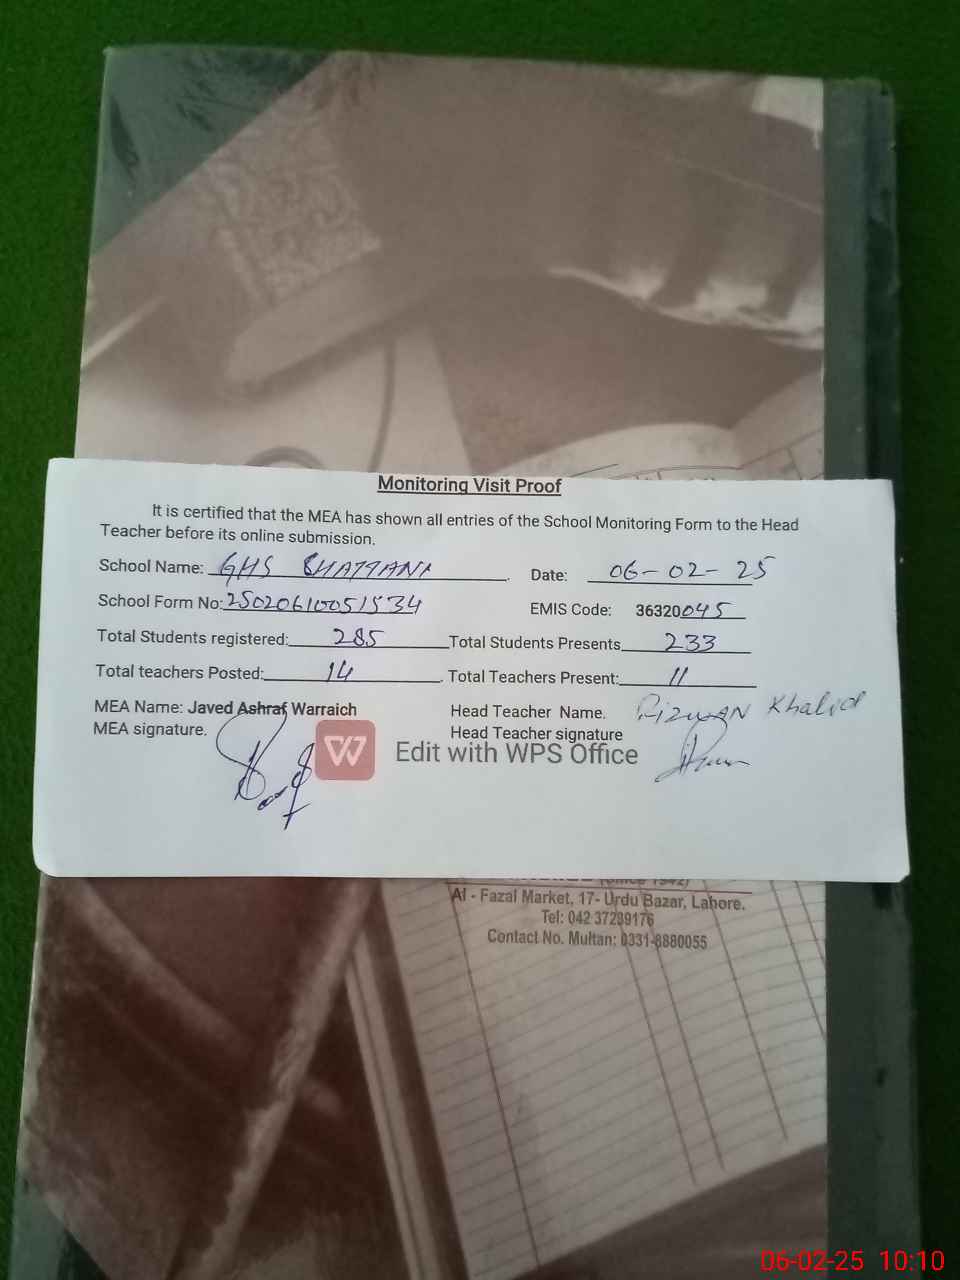 Monitoring Visit Proof
It is certified that the MEA has shown all entries of the School Monitoring Form to the Head
Teacher before its online submission.
School Name: GHS BHATTANI. Date: 06-02-25
School Form No: 25020610051534 EMIS Code: 36320045
Total Students registered: 285 Total Students Presents 233
Total teachers Posted: 14. Total Teachers Present: 11
MEA Name: Javed Ashraf Warraich Head Teacher Name. Rizwan Khalid
MEA signature. Head Teacher signature
Edit with WPS Office
(Since 1942)
Al - Fazal Market, 17- Urdu Bazar, Lahore.
Tel: 042 37239176
Contact No. Multan: 0331-8880055
06-02-25 10:10